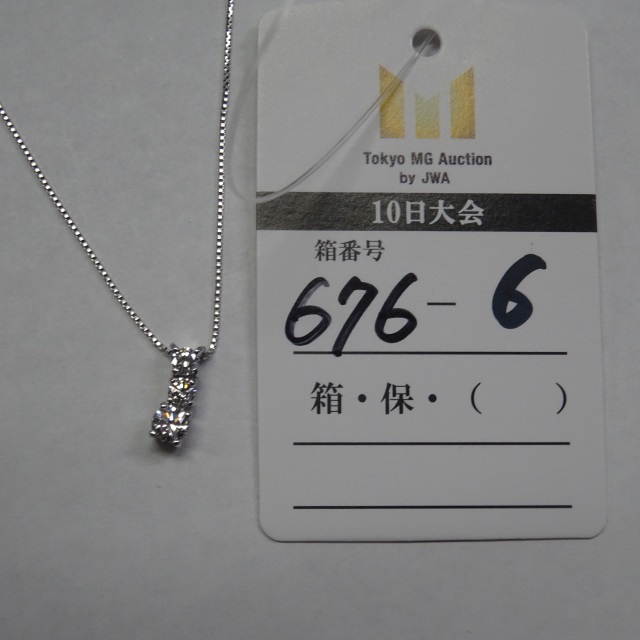 Tokyo MG Auction
by JWA
10日大会
箱番号
676-6
箱・保・(　　)